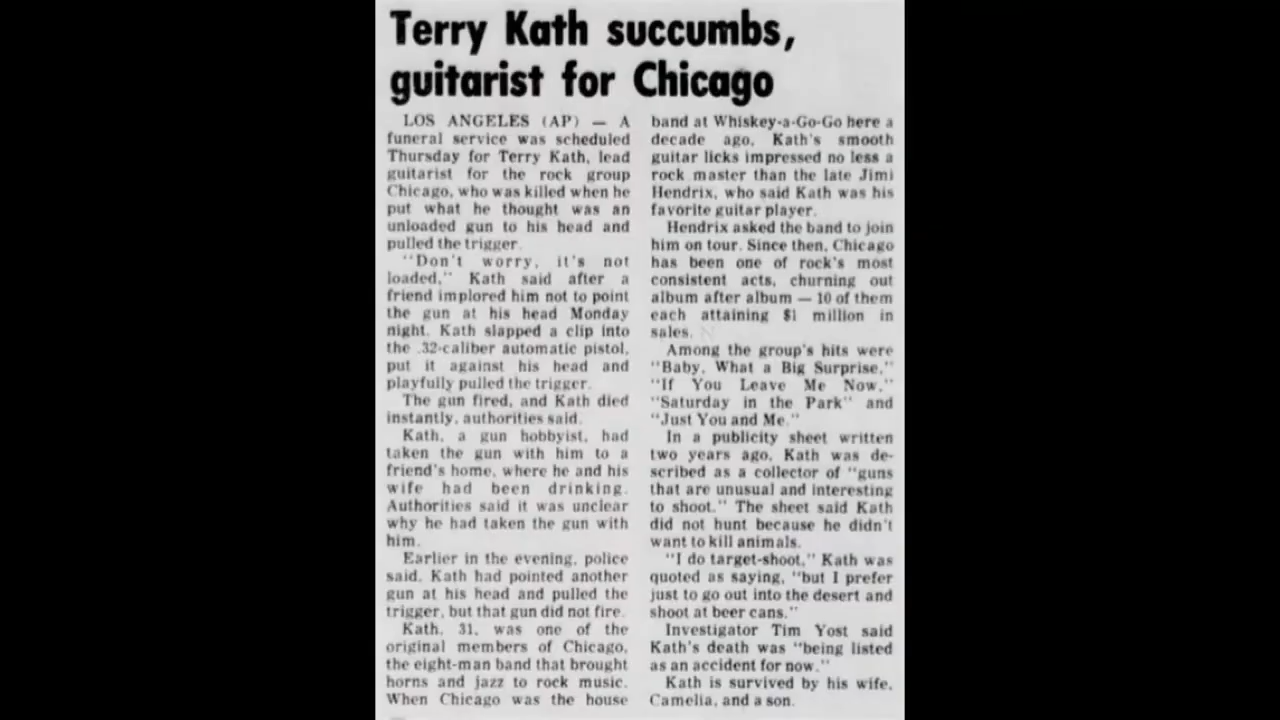 Terry Kath succumbs,
guitarist for Chicago
LOS ANGELES (AP) — A
funeral service was scheduled
Thursday for Terry Kath, lead
guitarist for the rock group
Chicago, who was killed when he
put what he thought was an
unloaded gun to his head and
pulled the trigger.
"Don't worry, it's not
loaded," Kath said after a
friend implored him not to point
the gun at his head Monday
night. Kath slapped a clip into
the .32-caliber automatic pistol,
put it against his head and
playfully pulled the trigger.
The gun fired, and Kath died
instantly, authorities said.
Kath, a gun hobbyist, had
taken the gun with him to a
friend's home, where he and his
wife had been drinking.
Authorities said it was unclear
why he had taken the gun with
him.
Earlier in the evening, police
said, Kath had pointed another
gun at his head and pulled the
trigger, but that gun did not fire.
Kath, 31, was one of the
original members of Chicago,
the eight-man band that brought
horns and jazz to rock music.
When Chicago was the house
band at Whiskey-a-Go-Go here a
decade ago, Kath's smooth
guitar licks impressed no less a
rock master than the late Jimi
Hendrix, who said Kath was his
favorite guitar player.
Hendrix asked the band to join
him on tour. Since then, Chicago
has been one of rock's most
consistent acts, churning out
album after album — 10 of them
each attaining $1 million in
sales.
Among the group's hits were
"Baby, What a Big Surprise,"
"If You Leave Me Now,"
"Saturday in the Park" and
"Just You and Me."
In a publicity sheet written
two years ago, Kath was de-
scribed as a collector of "guns
that are unusual and interesting
to shoot." The sheet said Kath
did not hunt because he didn't
want to kill animals.
"I do target-shoot," Kath was
quoted as saying, "but I prefer
just to go out into the desert and
shoot at beer cans."
Investigator Tim Yost said
Kath's death was "being listed
as an accident for now."
Kath is survived by his wife,
Camelia, and a son.